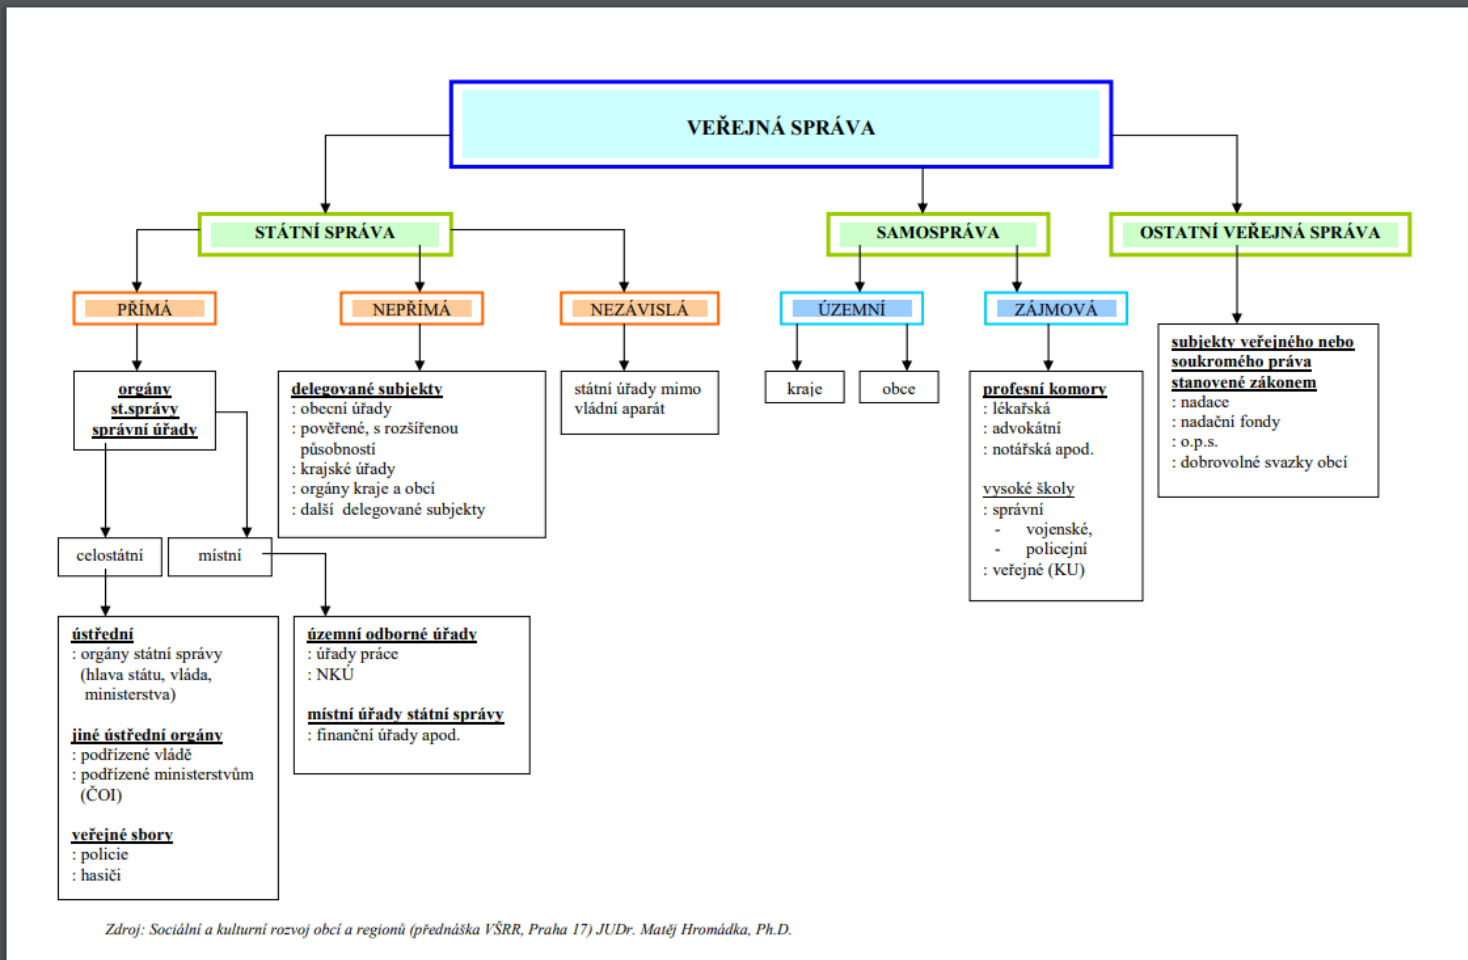 VEŘEJNÁ SPRÁVA
STÁTNÍ SPRÁVA
SAMOSPRÁVA
OSTATNÍ VEŘEJNÁ SPRÁVA
PŘÍMÁ
NEPŘÍMÁ
NEZÁVISLÁ
ÚZEMNÍ
ZÁJMOVÁ
orgány
st.správy
správní úřady
delegované subjekty
: obecní úřady
: pověřené, s rozšířenou
působností
: krajské úřady
: orgány kraje a obcí
: další delegované subjekty
státní úřady mimo
vládní aparát
kraje
obce
profesní komory
: lékařská
: advokátní
: notářská apod.
vysoké školy
: správní
- vojenské,
- policejní
: veřejné (KU)
subjekty veřejného nebo
soukromého práva
stanovené zákonem
: nadace
: nadační fondy
: o.p.s.
: dobrovolné svazky obcí
celostátní
místní
ústřední
: orgány státní správy
(hlava státu, vláda,
ministerstva)
jiné ústřední orgány
: podřízené vládě
: podřízené ministerstvům
(ČOI)
veřejné sbory
: policie
: hasiči
územní odborné úřady
: úřady práce
: NKÚ
místní úřady státní správy
: finanční úřady apod.
Zdroj: Sociální a kulturní rozvoj obcí a regionů (přednáška VŠRR, Praha 17) JUDr. Matěj Hromádka, Ph.D.